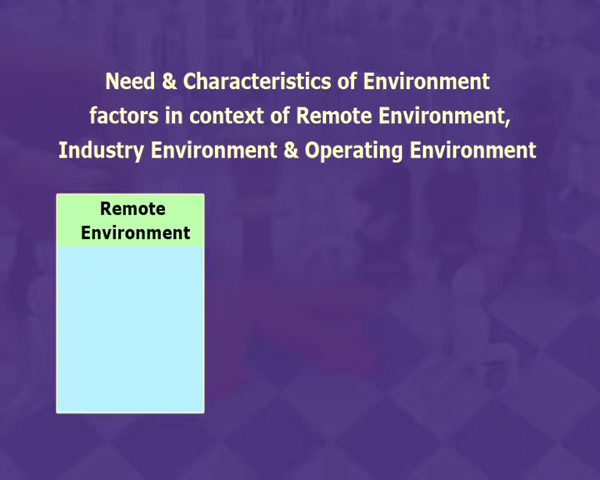 Need & Characteristics of Environment
factors in context of Remote Environment,
Industry Environment & Operating Environment
Remote
Environment